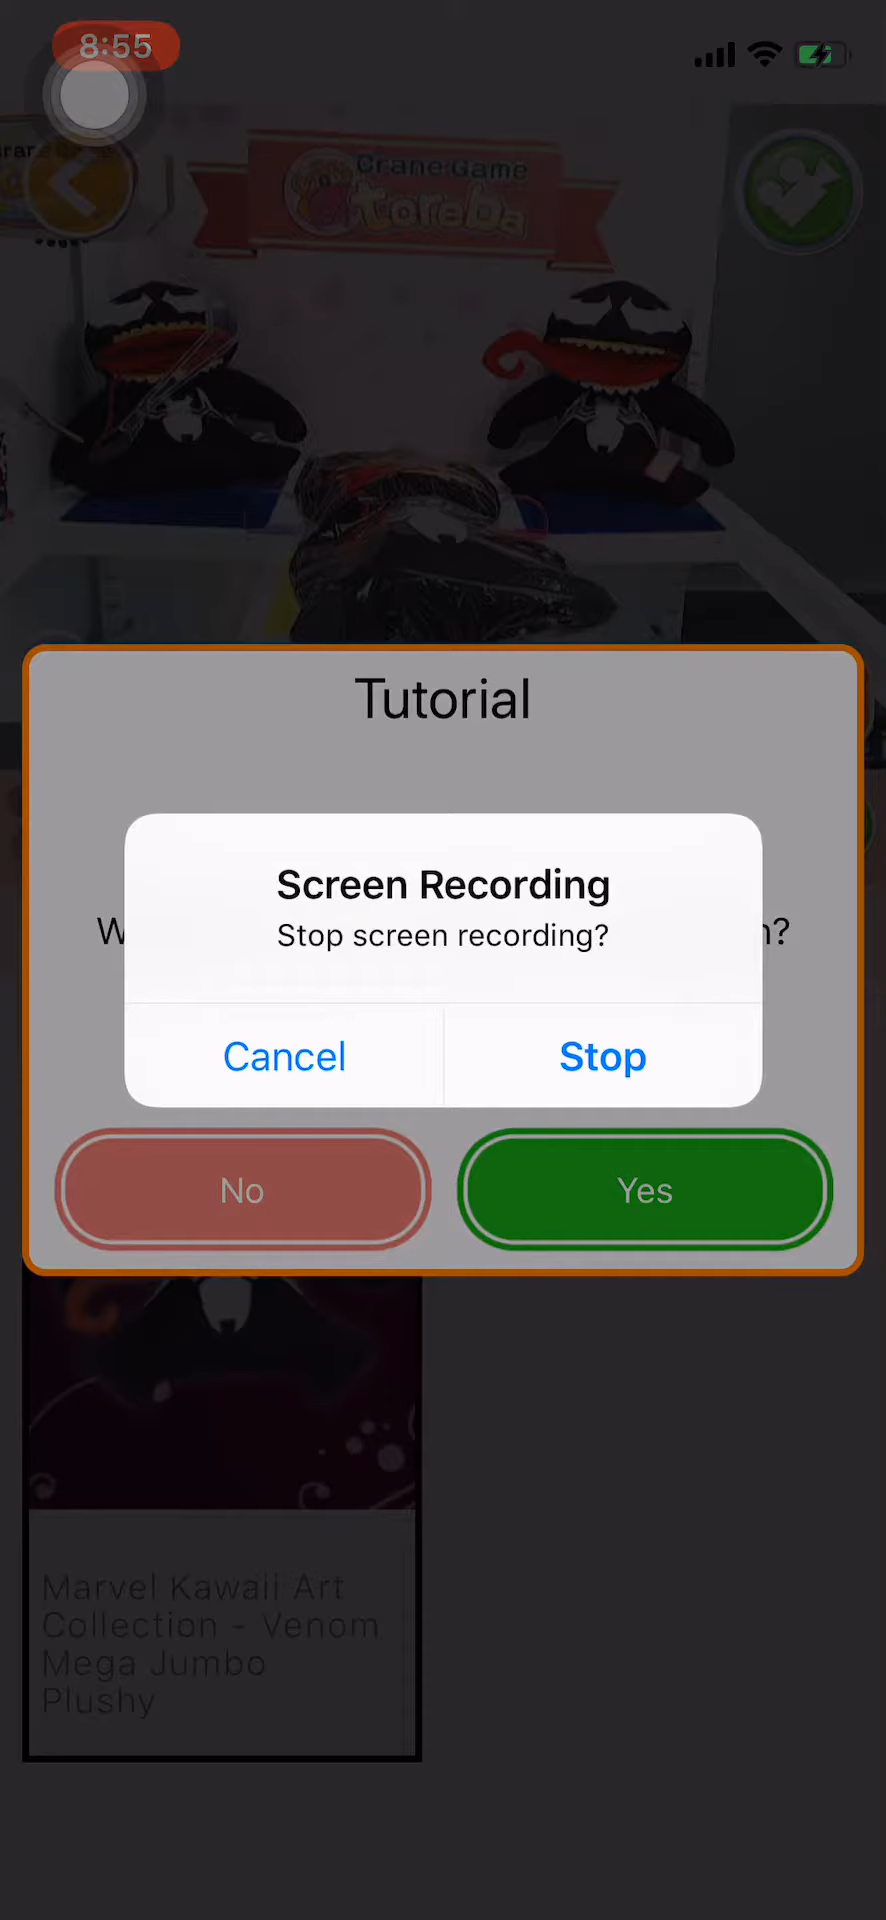 8:55
Crane Game
toreba
Tutorial
Screen Recording
Stop screen recording?
Cancel
Stop
No
Yes
Marvel Kawaii Art
Collection - Venom
Mega Jumbo
Plushy